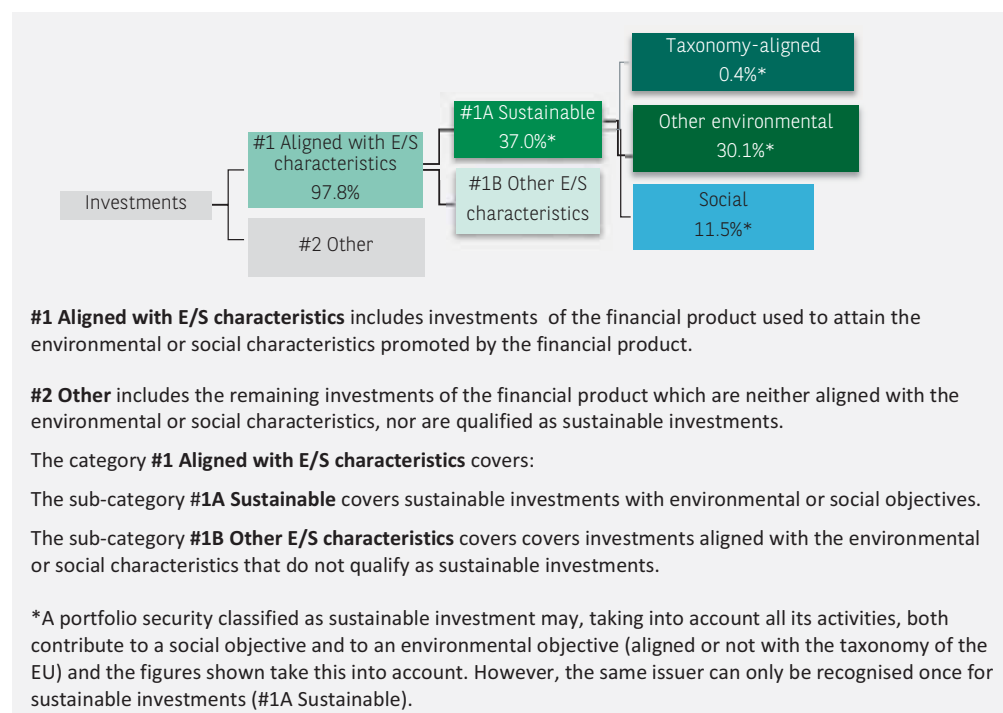 Taxonomy-aligned
0.4%*
#1A Sustainable
37.0%*
Other environmental
30.1%*
#1 Aligned with E/S
characteristics
97.8%
#1B Other E/S
characteristics
Investments
Social
11.5%*
#2 Other
#1 Aligned with E/S characteristics includes investments of the financial product used to attain the
environmental or social characteristics promoted by the financial product.
#2 Other includes the remaining investments of the financial product which are neither aligned with the
environmental or social characteristics, nor are qualified as sustainable investments.
The category #1 Aligned with E/S characteristics covers:
The sub-category #1A Sustainable covers sustainable investments with environmental or social objectives.
The sub-category #1B Other E/S characteristics covers covers investments aligned with the environmental
or social characteristics that do not qualify as sustainable investments.
*A portfolio security classified as sustainable investment may, taking into account all its activities, both
contribute to a social objective and to an environmental objective (aligned or not with the taxonomy of the
EU) and the figures shown take this into account. However, the same issuer can only be recognised once for
sustainable investments (#1A Sustainable).